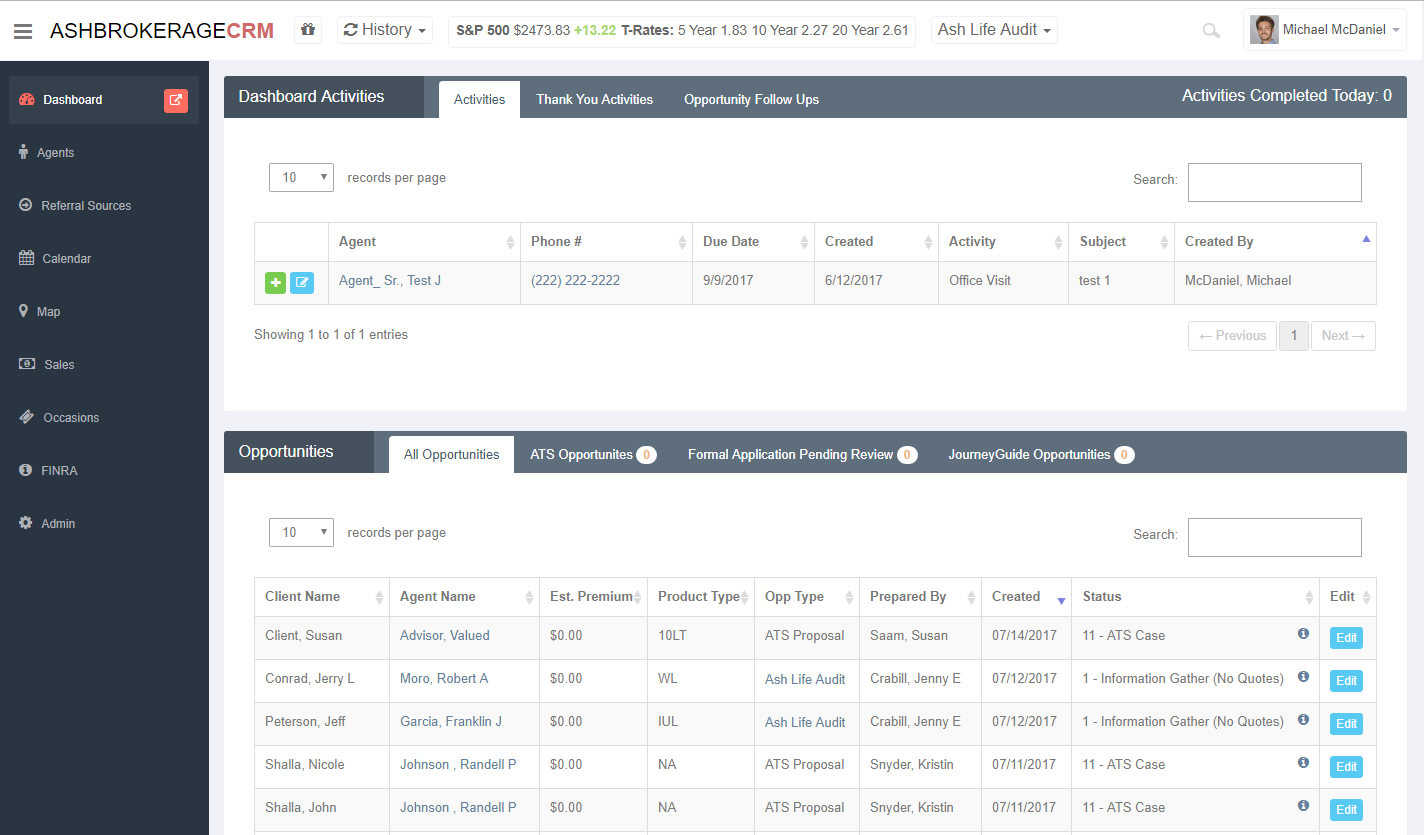 ASHBROKERAGECRM History S&P 500 $2473.83 +13.22 T-Rates: 5 Year 1.83 10 Year 2.27 20 Year 2.61 Ash Life Audit Michael McDaniel
Dashboard
Agents
Referral Sources
Calendar
Map
Sales
Occasions
FINRA
Admin
Dashboard Activities Activities Thank You Activities Opportunity Follow Ups Activities Completed Today: 0
10 records per page Search:
Agent Phone # Due Date Created Activity Subject Created By
Agent_ Sr., Test J (222) 222-2222 9/9/2017 6/12/2017 Office Visit test 1 McDaniel, Michael
Showing 1 to 1 of 1 entries ← Previous 1 Next →
Opportunities All Opportunities ATS Opportunites 0 Formal Application Pending Review 0 JourneyGuide Opportunities 0
10 records per page Search:
Client Name Agent Name Est. Premium Product Type Opp Type Prepared By Created Status Edit
Client, Susan Advisor, Valued $0.00 10LT ATS Proposal Saam, Susan 07/14/2017 11 - ATS Case Edit
Conrad, Jerry L Moro, Robert A $0.00 WL Ash Life Audit Crabill, Jenny E 07/12/2017 1 - Information Gather (No Quotes) Edit
Peterson, Jeff Garcia, Franklin J $0.00 IUL Ash Life Audit Crabill, Jenny E 07/12/2017 1 - Information Gather (No Quotes) Edit
Shalla, Nicole Johnson , Randell P $0.00 NA ATS Proposal Snyder, Kristin 07/11/2017 11 - ATS Case Edit
Shalla, John Johnson , Randell P $0.00 NA ATS Proposal Snyder, Kristin 07/11/2017 11 - ATS Case Edit